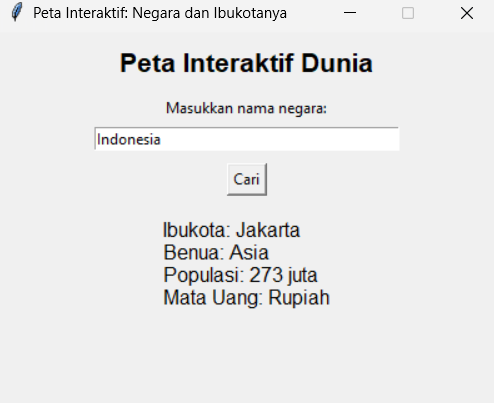 Peta Interaktif: Negara dan Ibukotanya
Peta Interaktif Dunia
Masukkan nama negara:
Indonesia
Cari
Ibukota: Jakarta
Benua: Asia
Populasi: 273 juta
Mata Uang: Rupiah